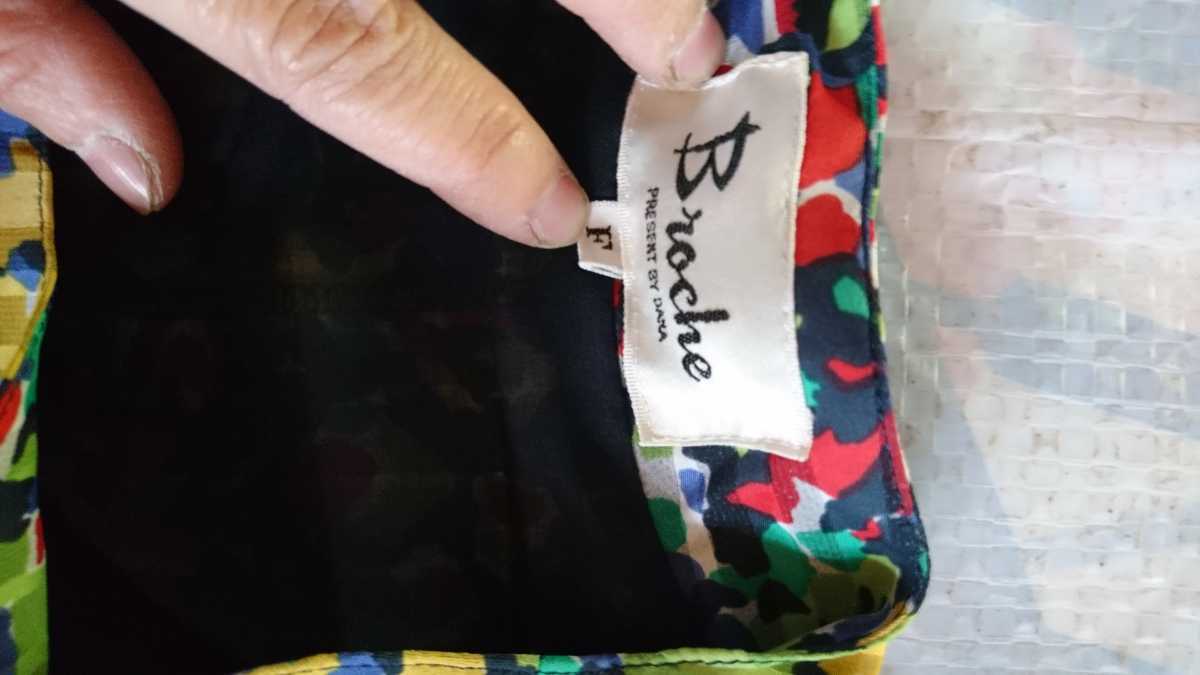 Broche
PRESENT BY DANA
F